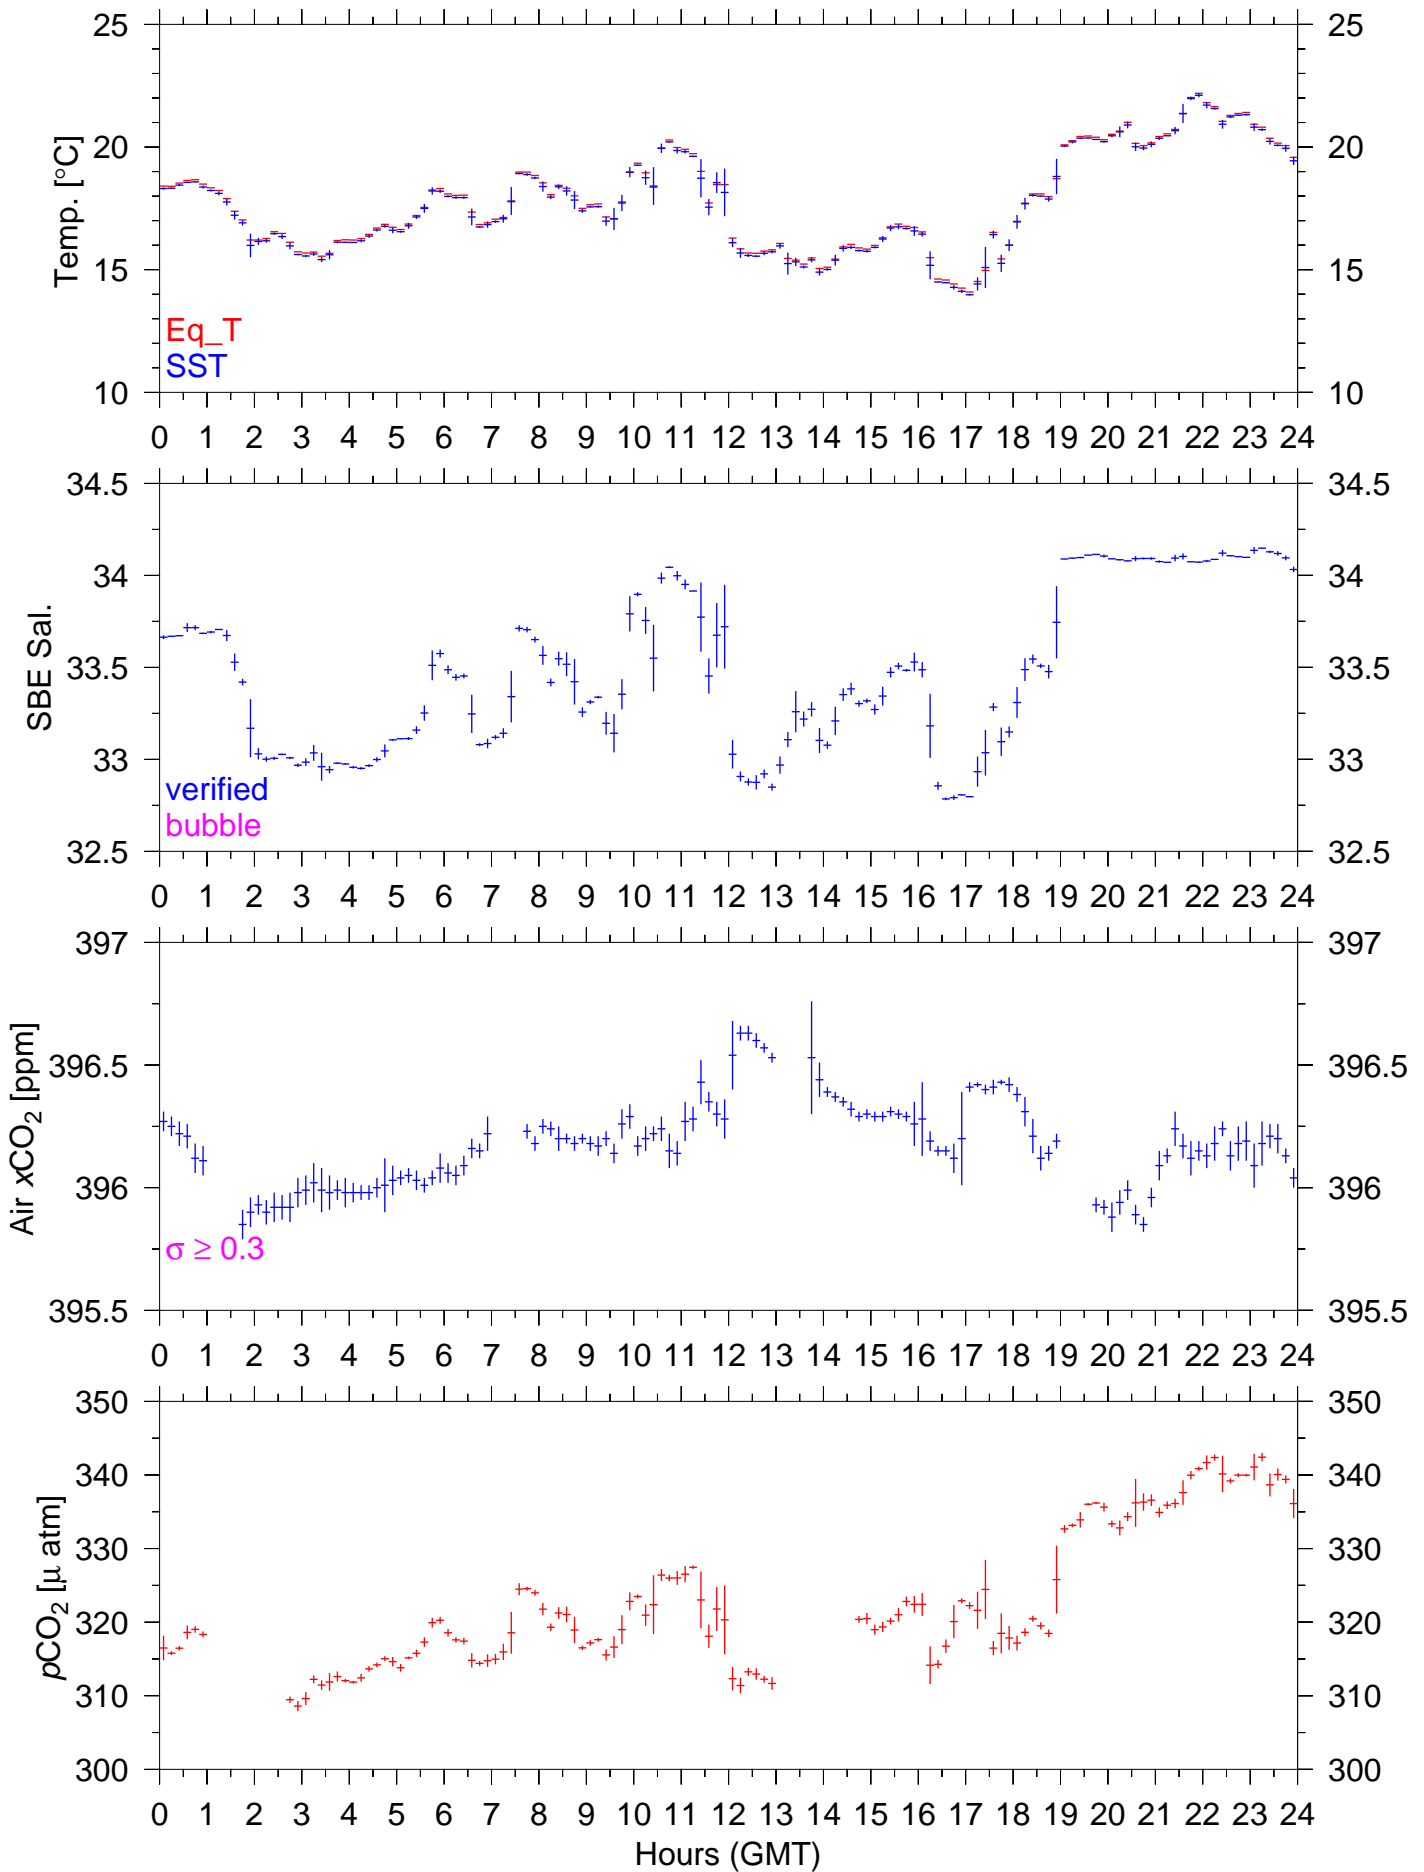 25 25
20 20
Temp. [°C]
15 15
Eq_T
SST
10 10
0 1 2 3 4 5 6 7 8 9 10 11 12 13 14 15 16 17 18 19 20 21 22 23 24
34.5 34.5
34 34
SBE Sal.
33.5 33.5
33 33
verified
bubble
32.5 32.5
0 1 2 3 4 5 6 7 8 9 10 11 12 13 14 15 16 17 18 19 20 21 22 23 24
397 397
Air xCO₂ [ppm]
396.5 396.5
396 396
σ ≥ 0.3
395.5 395.5
0 1 2 3 4 5 6 7 8 9 10 11 12 13 14 15 16 17 18 19 20 21 22 23 24
350 350
340 340
pCO₂ [μ atm]
330 330
320 320
310 310
300 300
0 1 2 3 4 5 6 7 8 9 10 11 12 13 14 15 16 17 18 19 20 21 22 23 24
Hours (GMT)